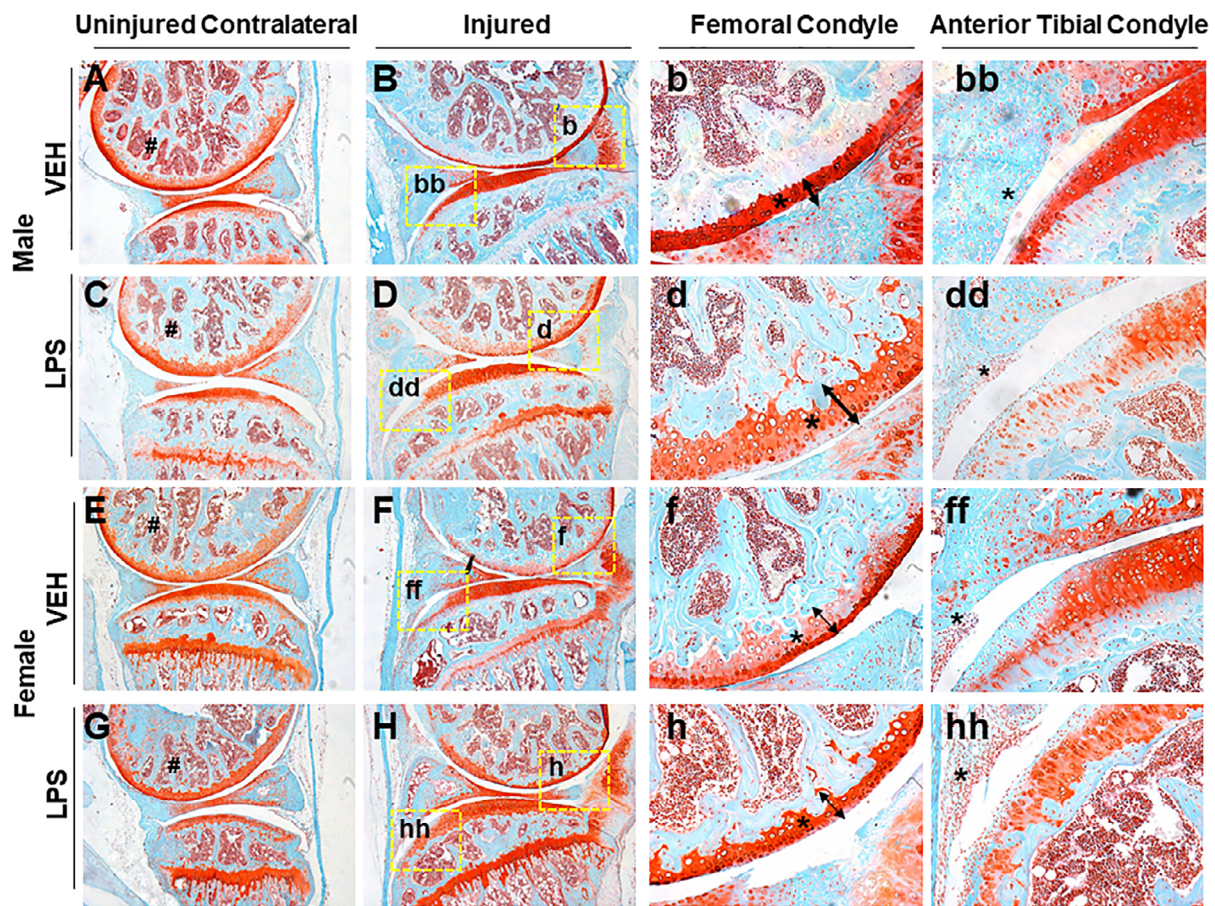 Uninjured Contralateral Injured Femoral Condyle Anterior Tibial Condyle
Male
VEH
A # B b bb b * bb *
LPS
C # D d dd d * dd *
Female
VEH
E # F f ff f * ff *
LPS
G # H h hh h * hh *